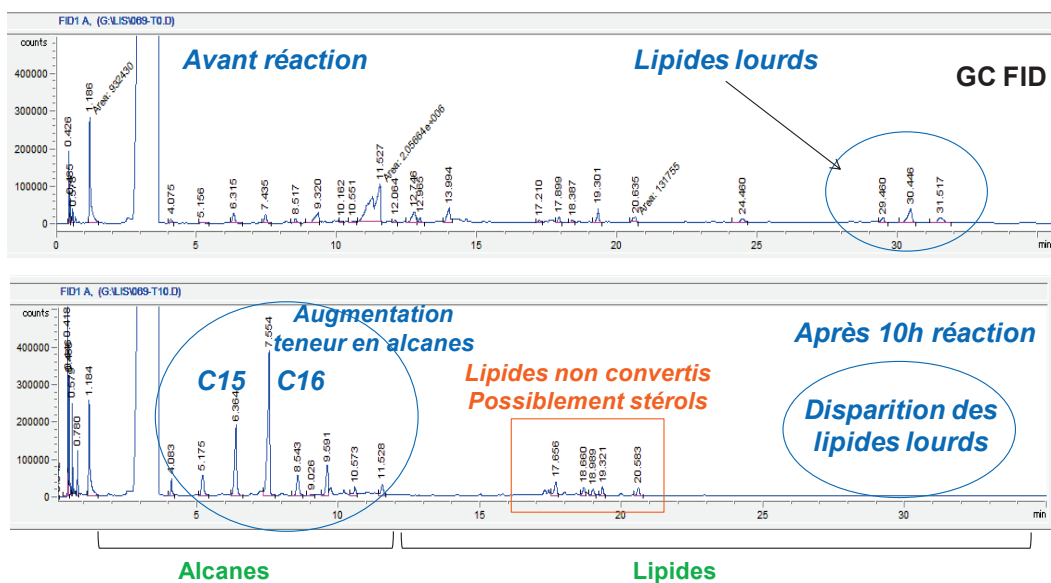 FID1 A, (G:\LIS\069-T0.D)
counts
Avant réaction
Lipides lourds
GC FID
400000
300000
200000
100000
0
0.426
0.578
1.186
Area: 932430
4.075
5.156
6.315
7.435
8.517
9.320
10.162
10.551
11.527
Area: 2.05664e+006
12.064
12.746
12.965
13.994
17.210
17.899
18.387
19.301
20.635
Area: 131755
24.460
29.460
30.446
31.517
0
5
10
15
20
25
30
min
FID1 A, (G:\LIS\069-T10.D)
counts
Augmentation
teneur en alcanes
Après 10h réaction
C15
C16
Lipides non convertis
Possiblement stérols
Disparition des
lipides lourds
400000
300000
200000
100000
0
0.418
0.780
1.184
4.083
5.175
6.364
7.554
8.543
9.026
9.591
10.573
11.528
17.656
18.660
18.989
19.321
20.583
5
10
15
20
25
30
min
Alcanes
Lipides